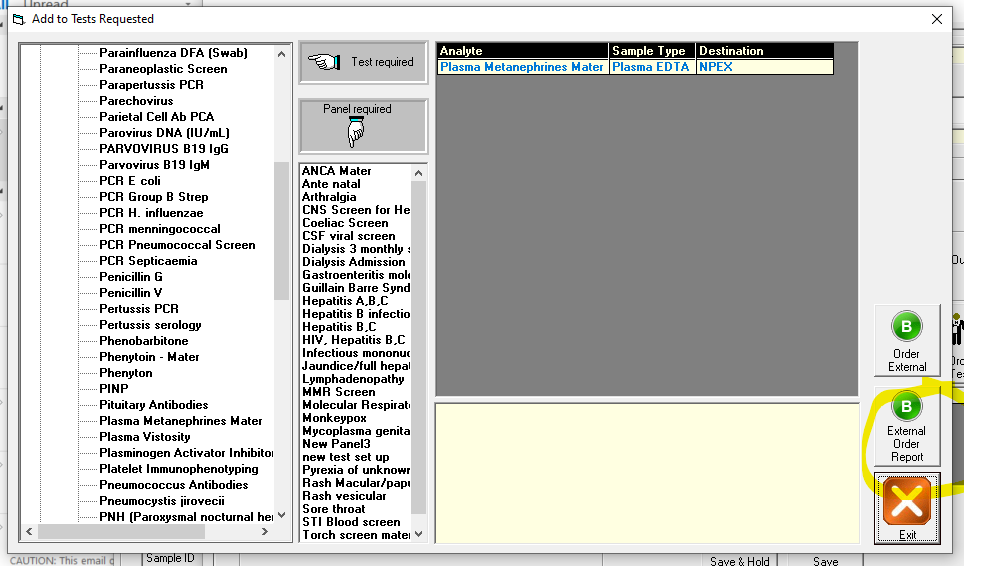 Unread
Add to Tests Requested
Parainfluenza DFA (Swab)
Paraneoplastic Screen
Parapertussis PCR
Parechovirus
Parietal Cell Ab PCA
Parovirus DNA (IU/mL)
PARVOVIRUS B19 IgG
Parvovirus B19 IgM
PCR E coli
PCR Group B Strep
PCR H. influenzae
PCR menningococcal
PCR Pneumococcal Screen
PCR Septicaemia
Penicillin G
Penicillin V
Pertussis PCR
Pertussis serology
Phenobarbitone
Phenytoin - Mater
Phenyton
PINP
Pituitary Antibodies
Plasma Metanephrines Mater
Plasma Vistosity
Plasminogen Activator Inhibitor
Platelet Immunophenotyping
Pneumococcus Antibodies
Pneumocystis jirovecii
PNH (Paroxysmal nocturnal he
Test required
Panel required
ANCA Mater
Ante natal
Arthralgia
CNS Screen for He
Coeliac Screen
CSF viral screen
Dialysis 3 monthly s
Dialysis Admission
Gastroenteritis mol
Guillain Barre Synd
Hepatitis A,B,C
Hepatitis B infectio
Hepatitis B,C
HIV, Hepatitis B,C
Infectious mononuc
Jaundice/full hepat
Lymphadenopathy
MMR Screen
Molecular Respirat
Monkeypox
Mycoplasma genita
New Panel3
new test set up
Pyrexia of unknown
Rash Macular/papu
Rash vesicular
Sore throat
STI Blood screen
Torch screen mater
Analyte Sample Type Destination
Plasma Metanephrines Mater Plasma EDTA NPEX
B
Order
External
B
External
Order
Report
Exit
CAUTION: This email
Sample ID
Save & Hold
Save